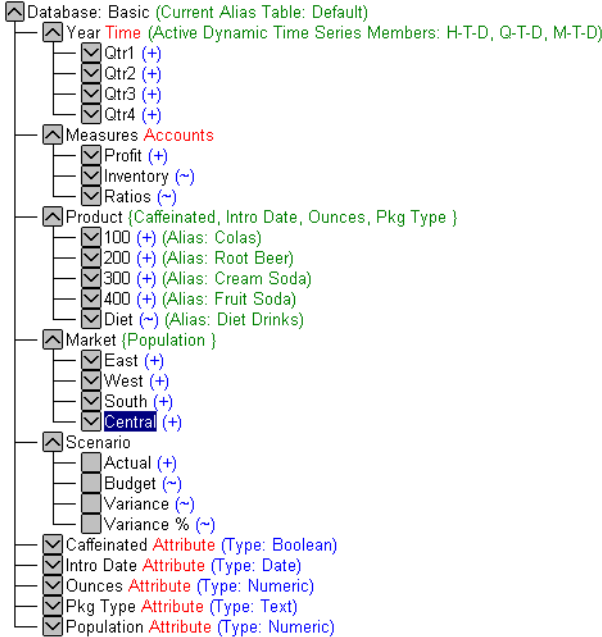 Database: Basic (Current Alias Table: Default)
Year Time (Active Dynamic Time Series Members: H-T-D, Q-T-D, M-T-D)
Qtr1 (+)
Qtr2 (+)
Qtr3 (+)
Qtr4 (+)
Measures Accounts
Profit (+)
Inventory (~)
Ratios (~)
Product {Caffeinated, Intro Date, Ounces, Pkg Type }
100 (+) (Alias: Colas)
200 (+) (Alias: Root Beer)
300 (+) (Alias: Cream Soda)
400 (+) (Alias: Fruit Soda)
Diet (~) (Alias: Diet Drinks)
Market {Population }
East (+)
West (+)
South (+)
Central (+)
Scenario
Actual (+)
Budget (~)
Variance (~)
Variance % (~)
Caffeinated Attribute (Type: Boolean)
Intro Date Attribute (Type: Date)
Ounces Attribute (Type: Numeric)
Pkg Type Attribute (Type: Text)
Population Attribute (Type: Numeric)